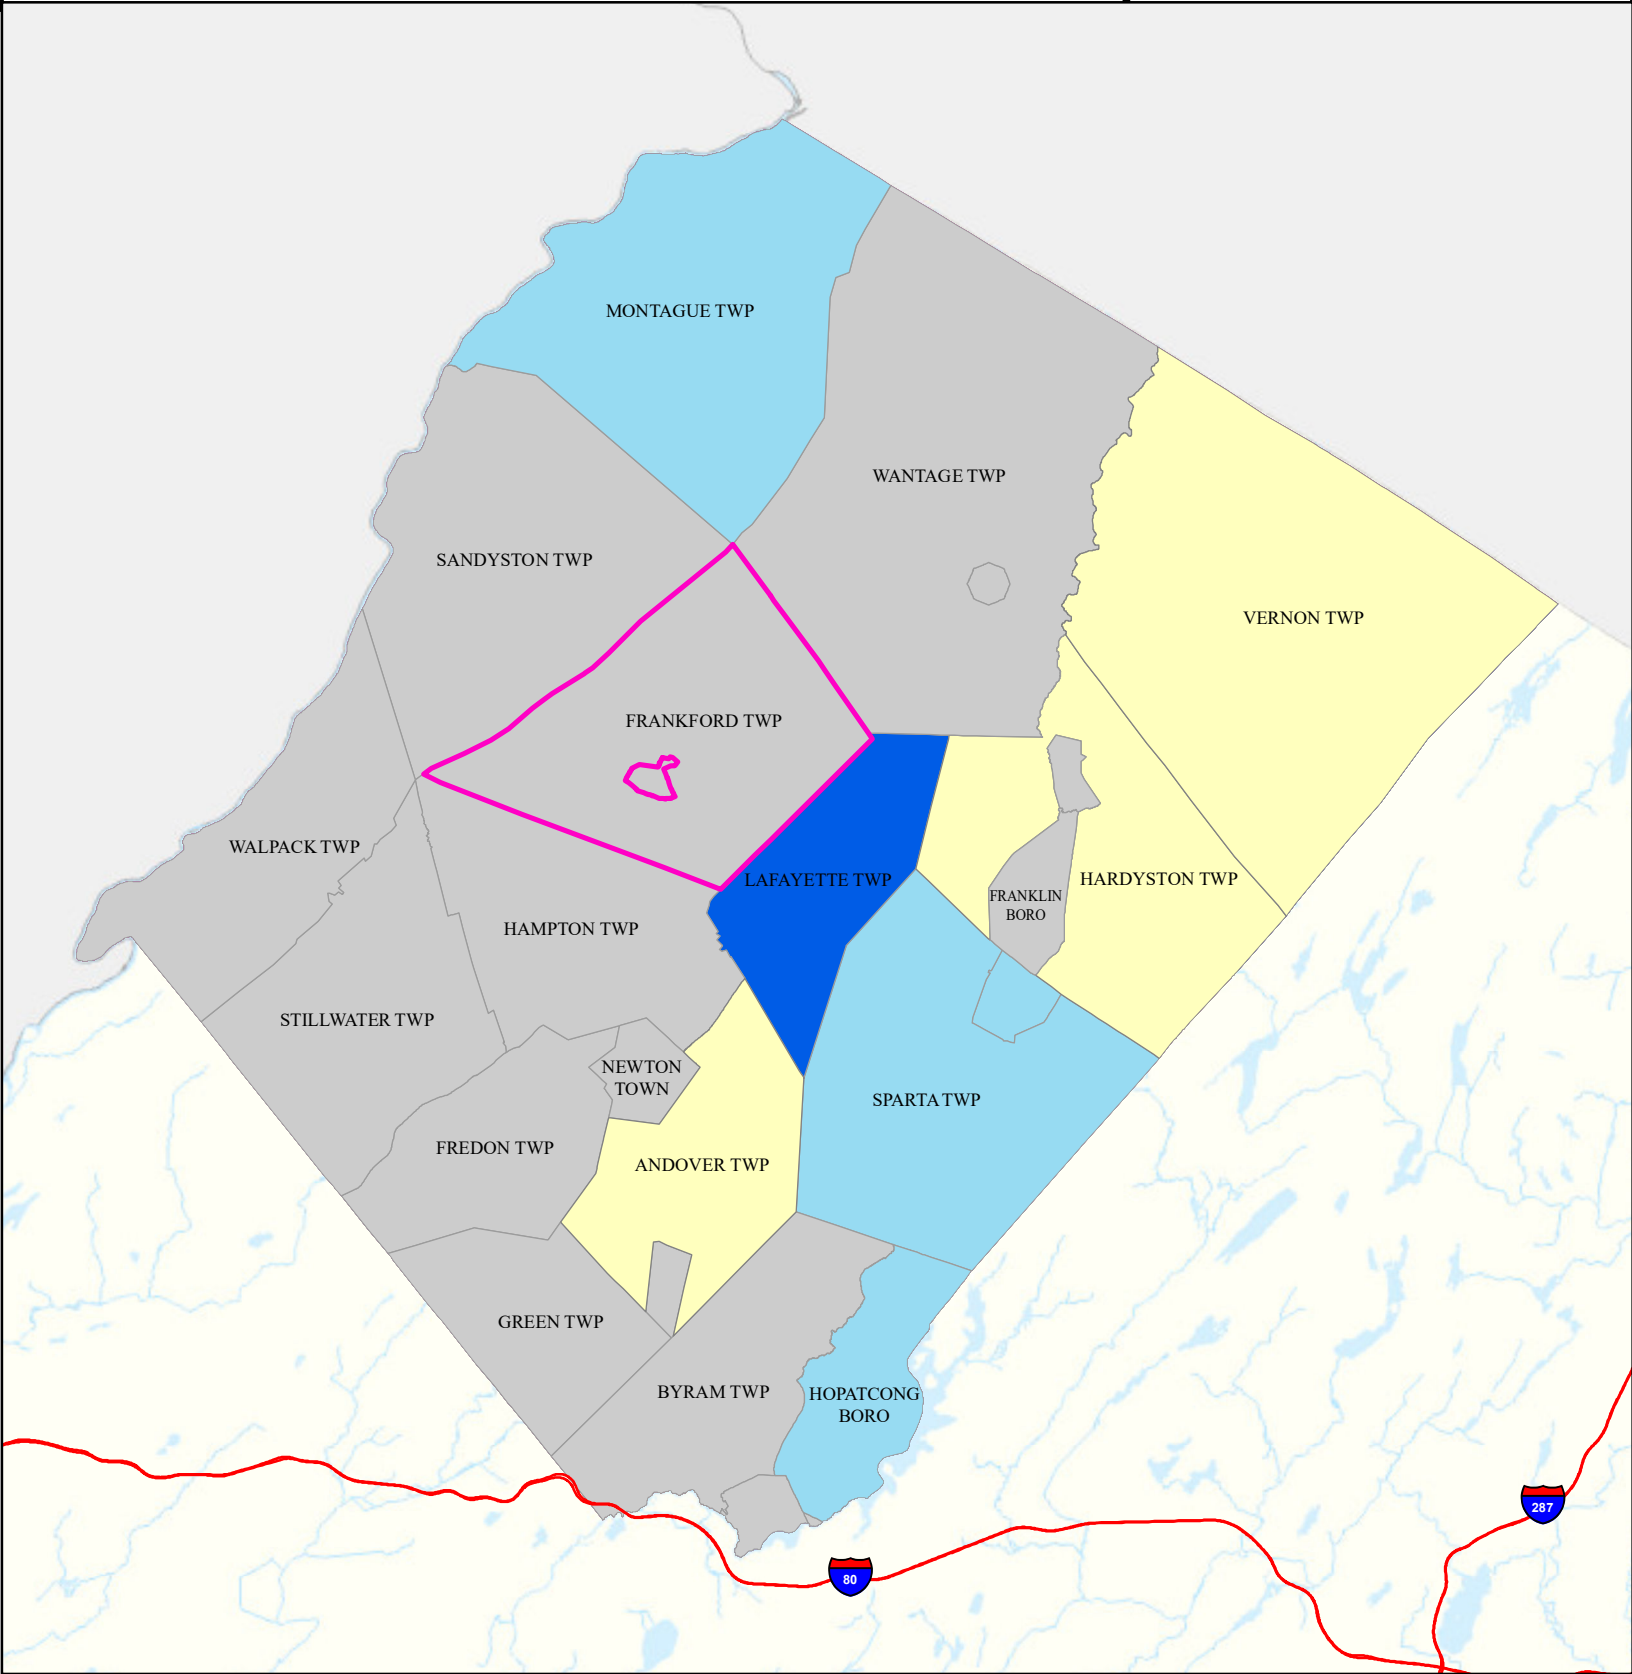 MONTAGUE TWP
WANTAGE TWP
SANDYSTON TWP
VERNON TWP
FRANKFORD TWP
WALPACK TWP
LAFAYETTE TWP
HARDYSTON TWP
FRANKLIN
BORO
HAMPTON TWP
STILLWATER TWP
NEWTON
TOWN
SPARTA TWP
FREDON TWP
ANDOVER TWP
GREEN TWP
BYRAM TWP
HOPATCONG
BORO
287
80